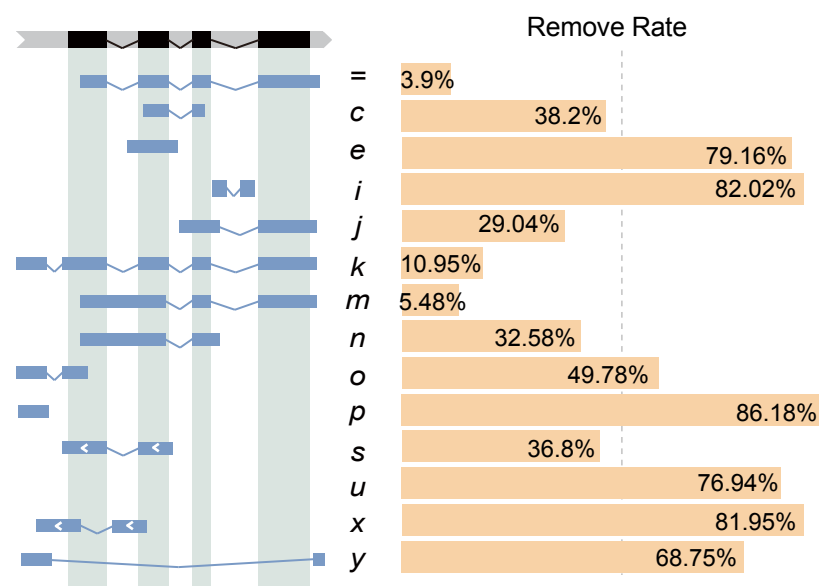 Remove Rate
= 3.9%
c 38.2%
e 79.16%
i 82.02%
j 29.04%
k 10.95%
m 5.48%
n 32.58%
o 49.78%
p 86.18%
s 36.8%
u 76.94%
x 81.95%
y 68.75%